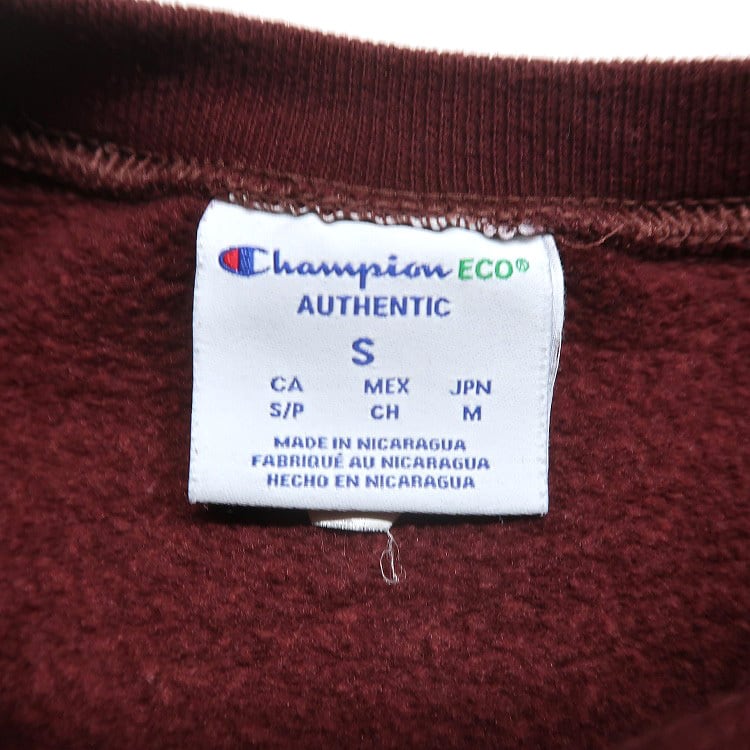 Champion ECO®
AUTHENTIC
S
CA MEX JPN
S/P CH M
MADE IN NICARAGUA
FABRIQUÉ AU NICARAGUA
HECHO EN NICARAGUA